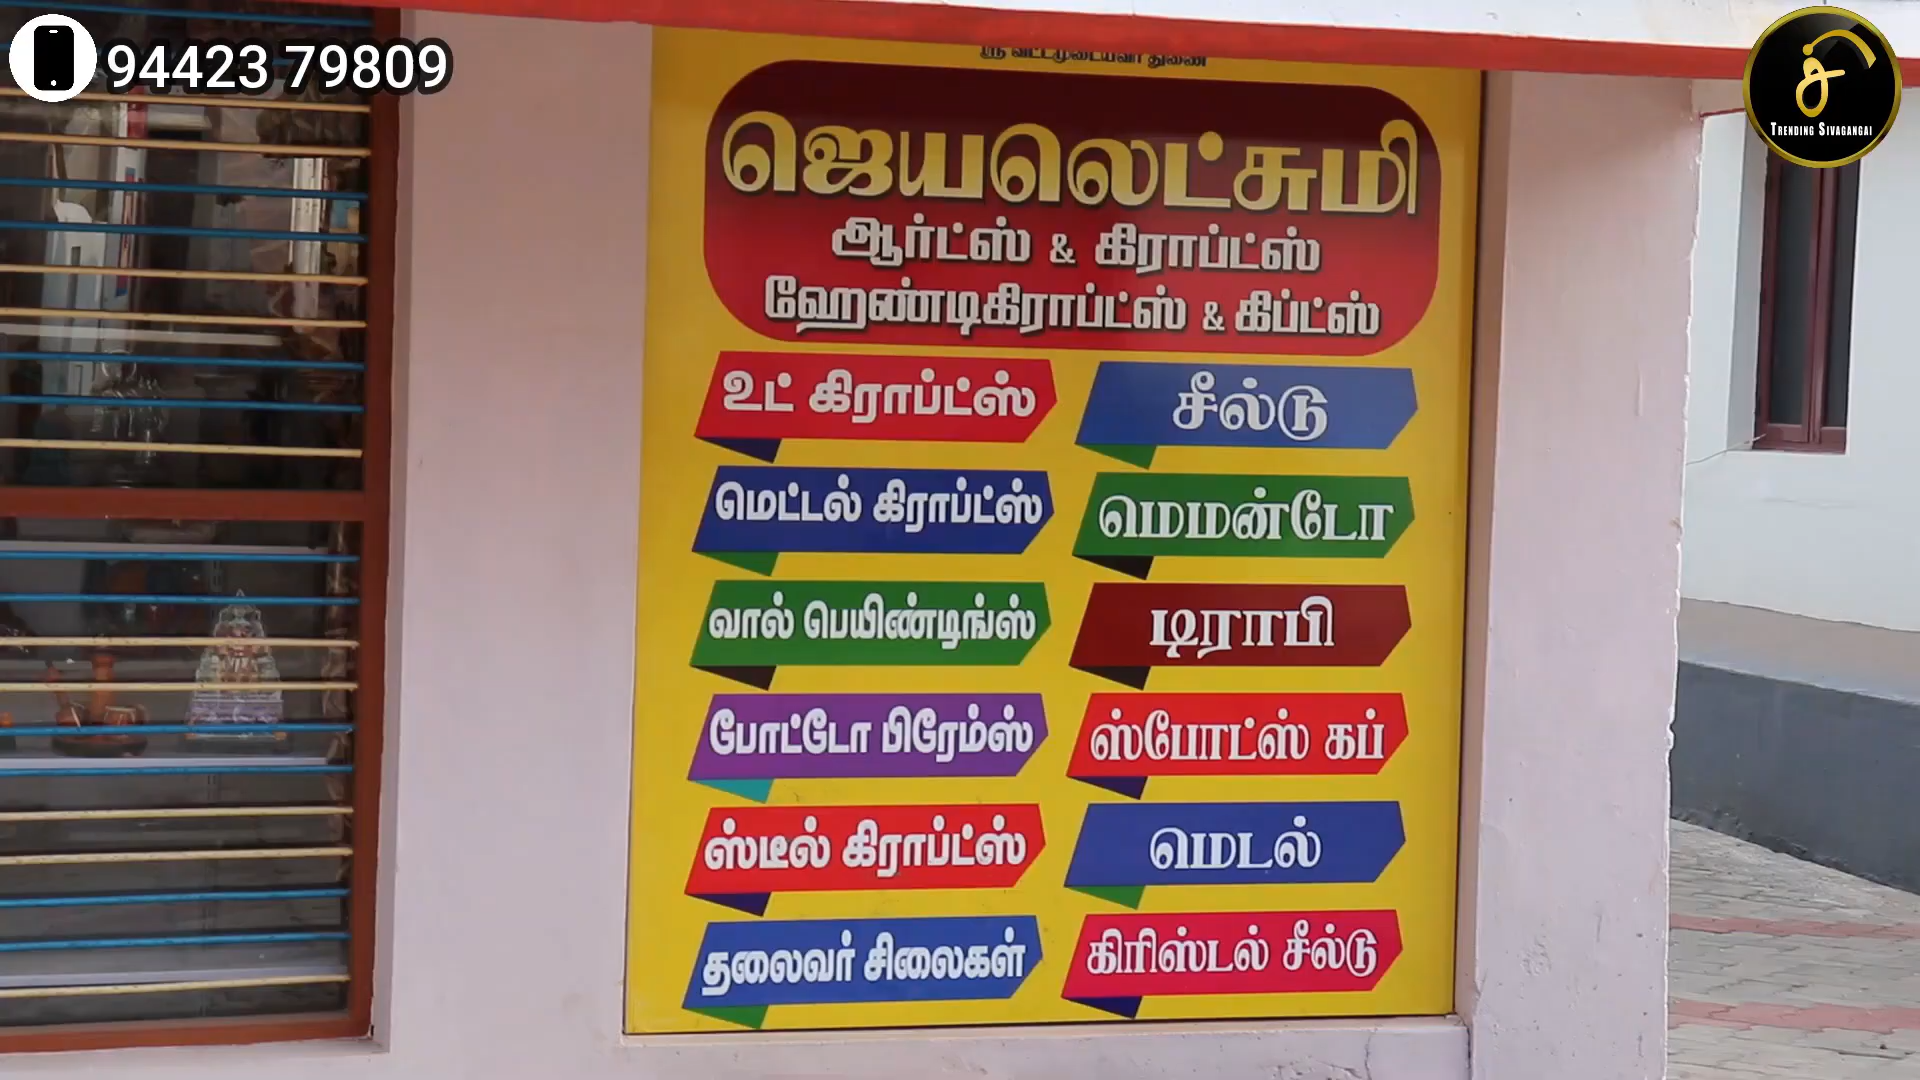 94423 79809
TRENDING SIVAGANGAI
ஜெயலெட்சுமி
ஆர்ட்ஸ் & கிராப்ட்ஸ்
ஹேண்டிகிராப்ட்ஸ் & கிப்ட்ஸ்
உட் கிராப்ட்ஸ்
சீல்டு
மெட்டல் கிராப்ட்ஸ்
மெமன்டோ
வால் பெயிண்டிங்ஸ்
டிராபி
போட்டோ பிரேம்ஸ்
ஸ்போட்ஸ் கப்
ஸ்டீல் கிராப்ட்ஸ்
மெடல்
தலைவர் சிலைகள்
கிரிஸ்டல் சீல்டு